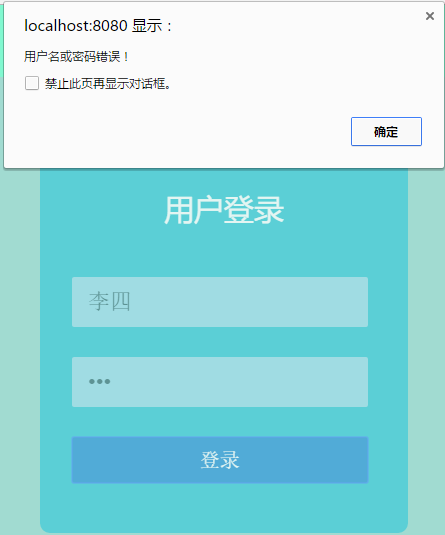 localhost:8080 显示：
用户名或密码错误！
禁止此页再显示对话框。
确定
用户登录
李四
•••
登录